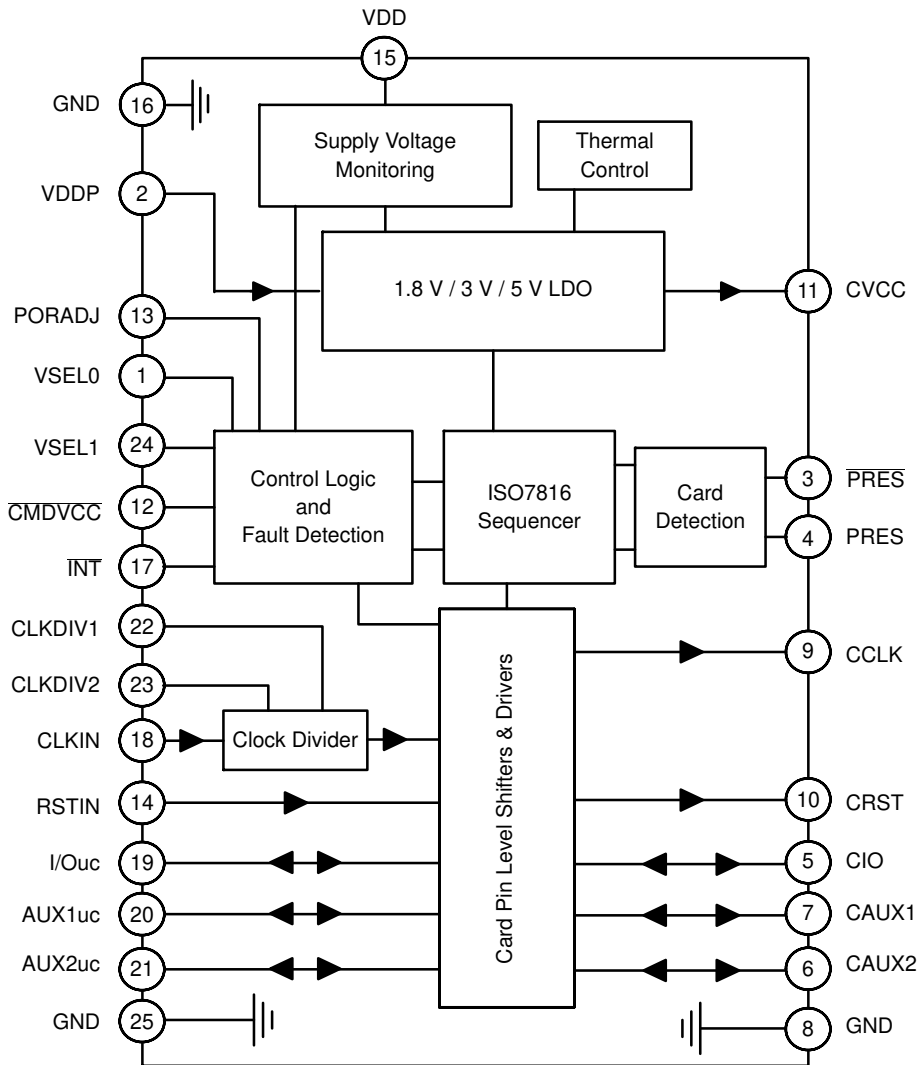 VDD
15
GND
16
Supply Voltage
Monitoring
Thermal
Control
VDDP
2
1.8 V / 3 V / 5 V LDO
11
CVCC
PORADJ
13
VSEL0
1
VSEL1
24
CMDVCC
12
INT
17
Control Logic
and
Fault Detection
ISO7816
Sequencer
Card
Detection
3
PRES
4
PRES
CLKDIV1
22
CLKDIV2
23
CLKIN
18
Clock Divider
Card Pin Level Shifters & Drivers
9
CCLK
RSTIN
14
10
CRST
I/Ouc
19
5
CIO
AUX1uc
20
7
CAUX1
AUX2uc
21
6
CAUX2
GND
25
8
GND